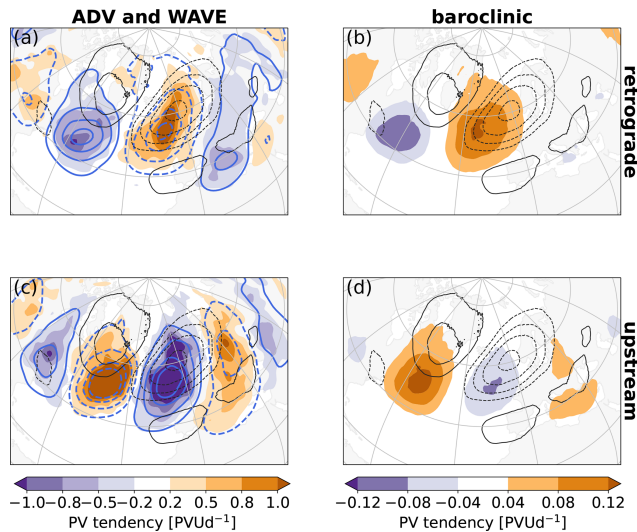 ADV and WAVE
baroclinic
(a)
(b)
retrograde
(c)
(d)
upstream
−1.0 −0.8 −0.5 −0.2 0.2 0.5 0.8 1.0
PV tendency [PVUd⁻¹]
−0.12 −0.08 −0.04 0.04 0.08 0.12
PV tendency [PVUd⁻¹]